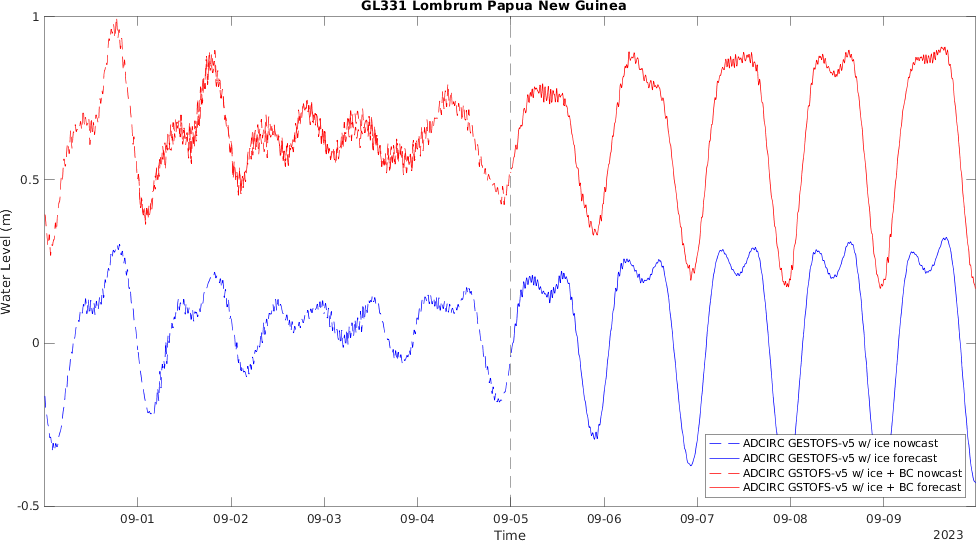 GL331 Lombrum Papua New Guinea
1
0.5
0
-0.5
Water Level (m)
09-01 09-02 09-03 09-04 09-05 09-06 09-07 09-08 09-09
Time
2023
ADCIRC GESTOFS-v5 w/ ice nowcast
ADCIRC GESTOFS-v5 w/ ice forecast
ADCIRC GSTOFS-v5 w/ ice + BC nowcast
ADCIRC GSTOFS-v5 w/ ice + BC forecast